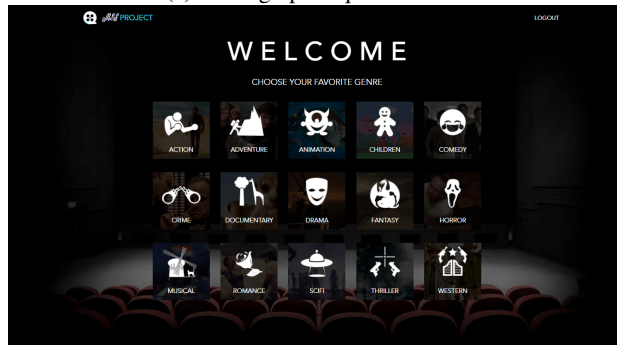 PROJECT
LOGOUT
WELCOME
CHOOSE YOUR FAVORITE GENRE
ACTION ADVENTURE ANIMATION CHILDREN COMEDY
CRIME DOCUMENTARY DRAMA FANTASY HORROR
MUSICAL ROMANCE SCIFI THRILLER WESTERN